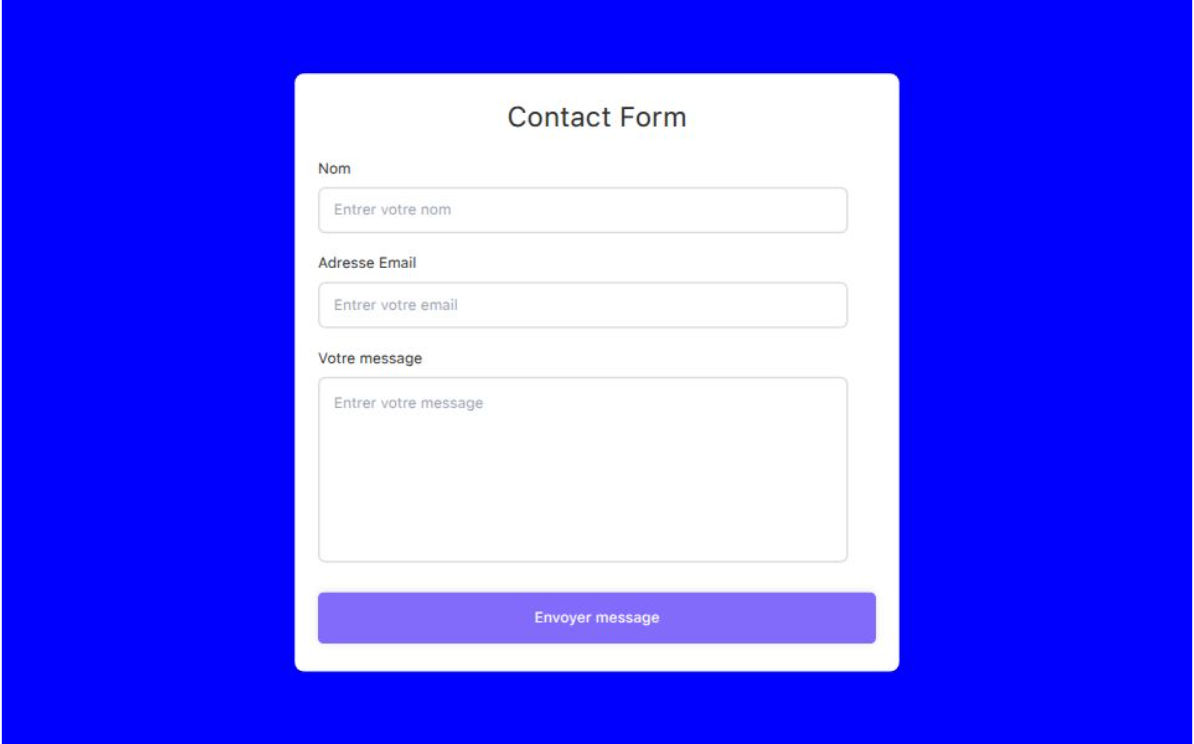 Contact Form
Nom
Entrer votre nom
Adresse Email
Entrer votre email
Votre message
Entrer votre message
Envoyer message